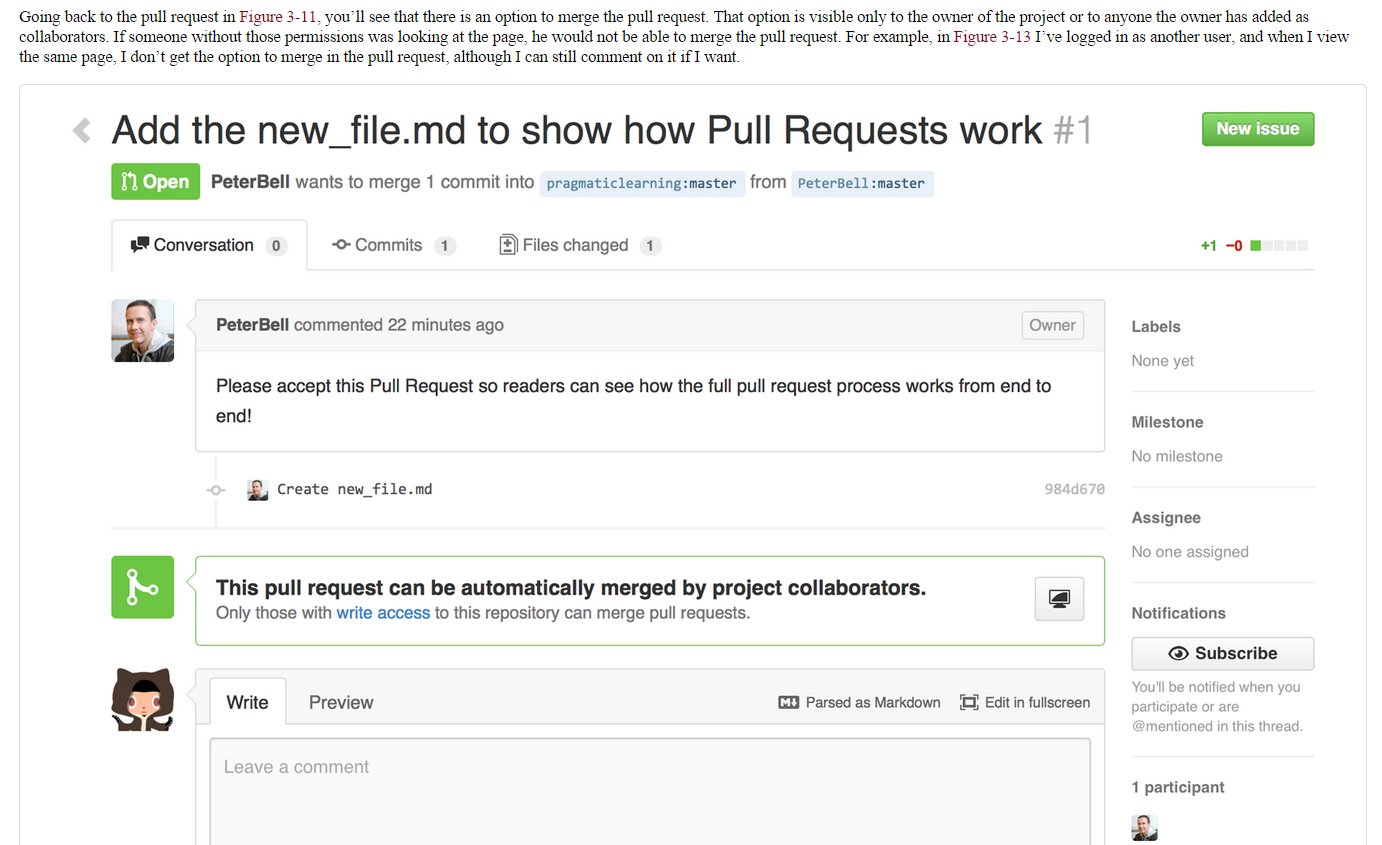 Going back to the pull request in Figure 3-11, you’ll see that there is an option to merge the pull request. That option is visible only to the owner of the project or to anyone the owner has added as
collaborators. If someone without those permissions was looking at the page, he would not be able to merge the pull request. For example, in Figure 3-13 I’ve logged in as another user, and when I view
the same page, I don’t get the option to merge in the pull request, although I can still comment on it if I want.
Add the new_file.md to show how Pull Requests work #1
New issue
Open PeterBell wants to merge 1 commit into pragmaticlearning:master from PeterBell:master
Conversation 0 Commits 1 Files changed 1
+1 −0
PeterBell commented 22 minutes ago
Owner
Please accept this Pull Request so readers can see how the full pull request process works from end to
end!
Create new_file.md
984d670
This pull request can be automatically merged by project collaborators.
Only those with write access to this repository can merge pull requests.
Write Preview
Parsed as Markdown Edit in fullscreen
Leave a comment
Labels
None yet
Milestone
No milestone
Assignee
No one assigned
Notifications
Subscribe
You'll be notified when you
participate or are
@mentioned in this thread.
1 participant